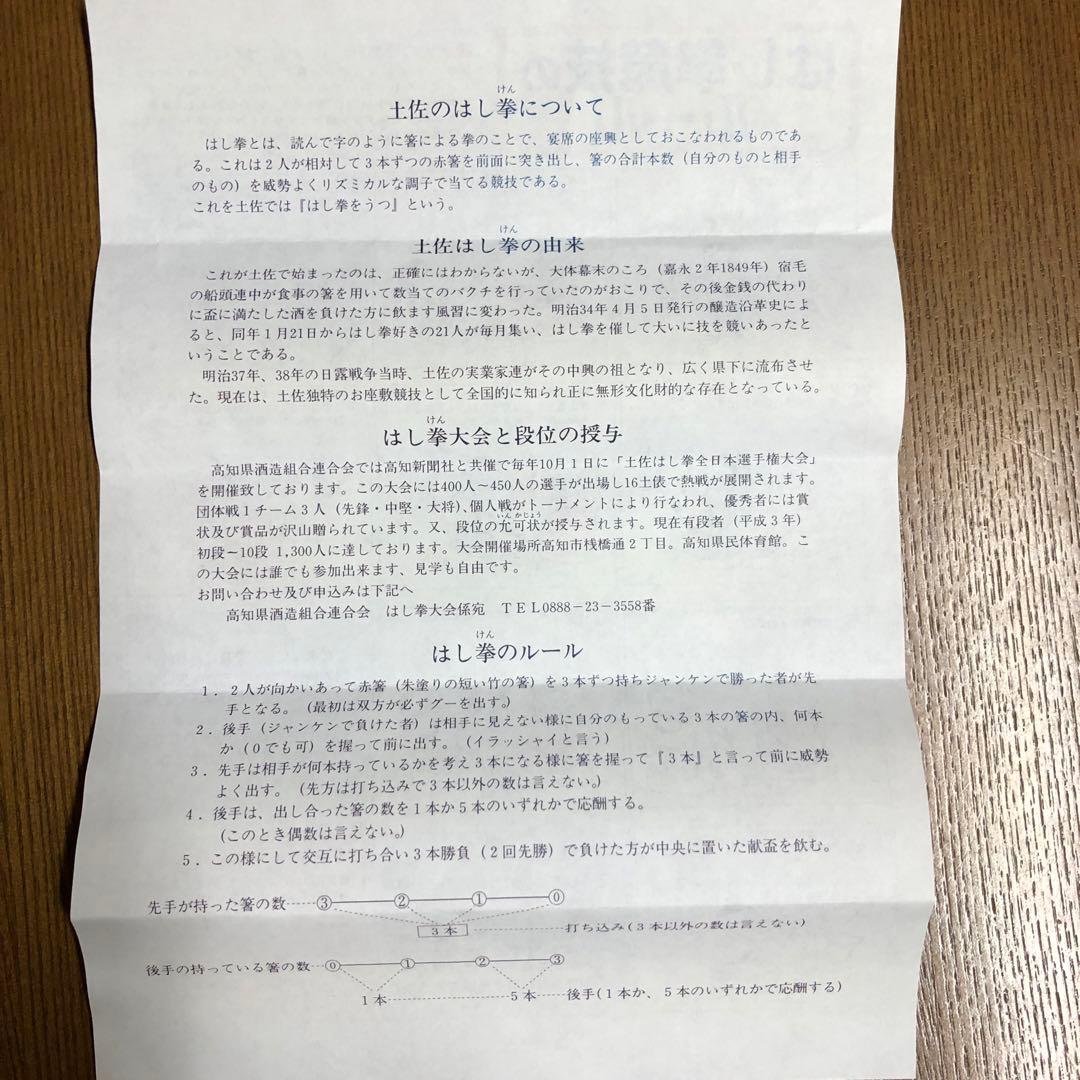 けん
土佐のはし拳について
はし拳とは、読んで字のように箸による拳のことで、宴席の座興としておこなわれるものであ
る。これは2人が相対して3本ずつの赤箸を前面に突き出し、箸の合計本数（自分のものと相手
のもの）を威勢よくリズミカルな調子で当てる競技である。
これを土佐では『はし拳をうつ』という。
けん
土佐はし拳の由来
これが土佐で始まったのは、正確にはわからないが、大体幕末のころ（嘉永2年1849年）宿毛
の船頭連中が食事の箸を用いて数当てのバクチを行っていたのがおこりで、その後金銭の代わり
に盃に満たした酒を負けた方に飲ます風習に変わった。明治34年4月5日発行の醸造沿革史によ
ると、同年1月21日からはし拳好きの21人が毎月集い、はし拳を催して大いに技を競いあったと
いうことである。
明治37年、38年の日露戦争当時、土佐の実業家連がその中興の祖となり、広く県下に流布させ
た。現在は、土佐独特のお座敷競技として全国的に知られ正に無形文化財的な存在となっている。
けん
はし拳大会と段位の授与
高知県酒造組合連合会では高知新聞社と共催で毎年10月1日に「土佐はし拳全日本選手権大会」
を開催致しております。この大会には400人～450人の選手が出場し16土俵で熱戦が展開されます。
団体戦1チーム3人（先鋒・中堅・大将）、個人戦がトーナメントにより行なわれ、優秀者には賞
いんかじょう
状及び賞品が沢山贈られています。又、段位の允可状が授与されます。現在有段者（平成3年）
初段～10段 1,300人に達しております。大会開催場所高知市桟橋通2丁目。高知県民体育館。こ
の大会には誰でも参加出来ます、見学も自由です。
お問い合わせ及び申込みは下記へ
高知県酒造組合連合会　はし拳大会係宛　TEL0888－23－3558番
けん
はし拳のルール
1．2人が向かいあって赤箸（朱塗りの短い竹の箸）を3本ずつ持ちジャンケンで勝った者が先
手となる。（最初は双方が必ずグーを出す。）
2．後手（ジャンケンで負けた者）は相手に見えない様に自分のもっている3本の箸の内、何本
か（0でも可）を握って前に出す。（イラッシャイと言う）
3．先手は相手が何本持っているかを考え3本になる様に箸を握って『3本』と言って前に威勢
よく出す。（先方は打ち込みで3本以外の数は言えない。）
4．後手は、出し合った箸の数を1本か5本のいずれかで応酬する。
（このとき偶数は言えない。）
5．この様にして交互に打ち合い3本勝負（2回先勝）で負けた方が中央に置いた献盃を飲む。
先手が持った箸の数 ③ ② ① ⓪
3本 打ち込み（3本以外の数は言えない）
後手の持っている箸の数 ⓪ ① ② ③
1本 5本 後手（1本か、5本のいずれかで応酬する）